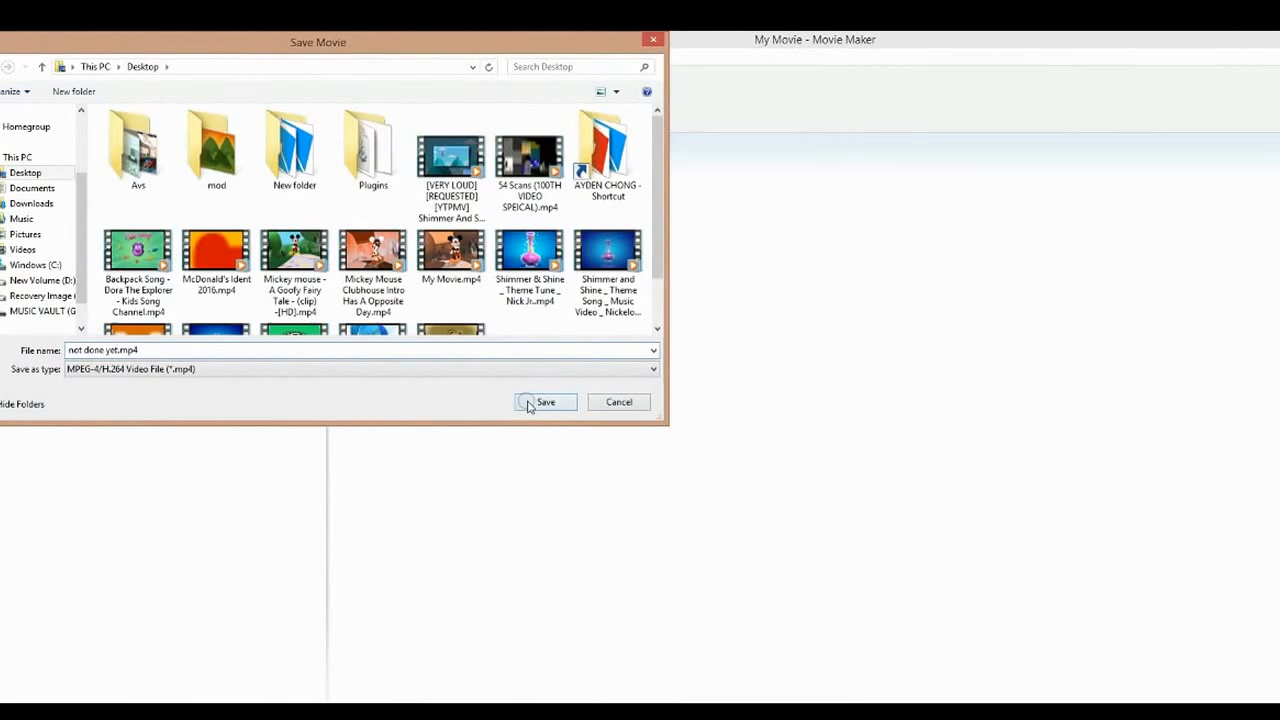 Save Movie
My Movie - Movie Maker
This PC
Desktop
Search Desktop
anize
New folder
Homegroup
This PC
Desktop
Documents
Downloads
Music
Pictures
Videos
Windows (C:)
New Volume (D:)
Recovery Image (
MUSIC VAULT (G
Avs
mod
New folder
Plugins
[VERY LOUD]
[REQUESTED]
[YTPMV]
Shimmer And S...
54 Scans (100TH
VIDEO
SPEICAL).mp4
AYDEN CHONG -
Shortcut
Backpack Song -
Dora The Explorer
- Kids Song
Channel.mp4
McDonald's Ident
2016.mp4
Mickey mouse -
A Goofy Fairy
Tale - (clip)
-[HD].mp4
Mickey Mouse
Clubhouse Intro
Has A Opposite
Day.mp4
My Movie.mp4
Shimmer & Shine
_ Theme Tune _
Nick Jr..mp4
Shimmer and
Shine _ Theme
Song _ Music
Video _ Nickelo...
File name:
not done yet.mp4
Save as type:
MPEG-4/H.264 Video File (*.mp4)
Hide Folders
Save
Cancel